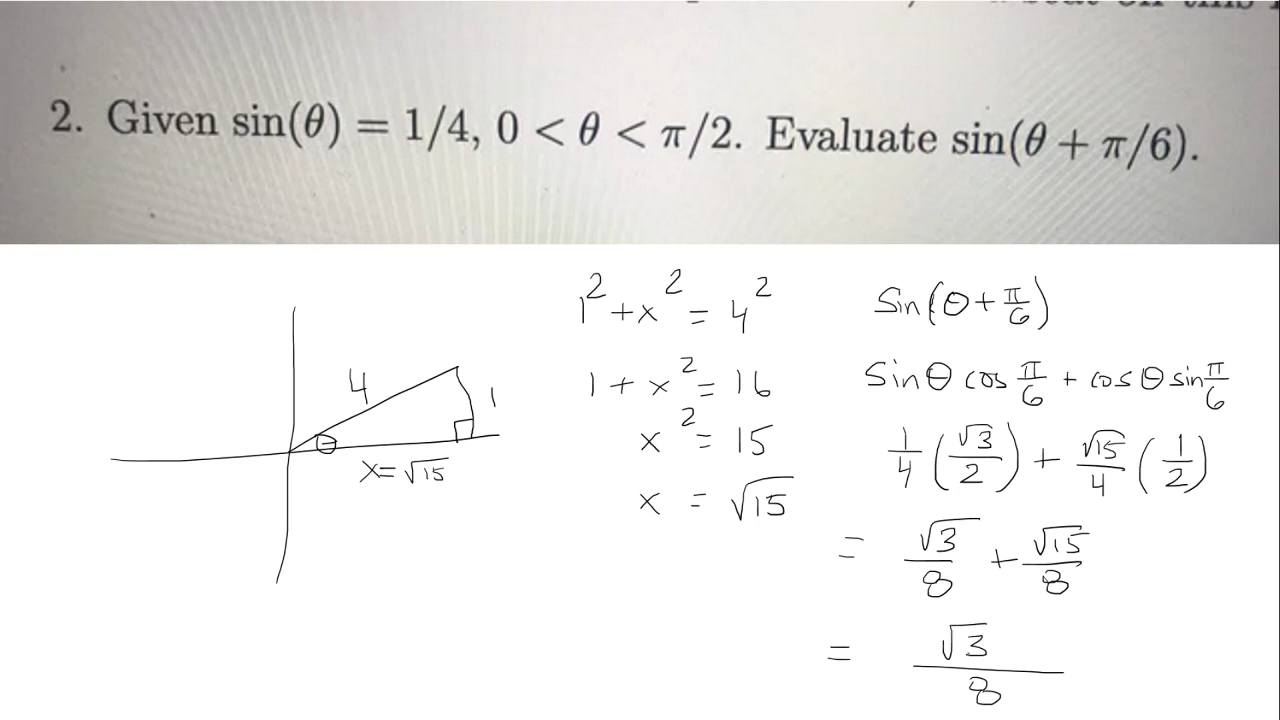 2. Given sin(θ) = 1/4, 0 < θ < π/2. Evaluate sin(θ + π/6).
4
1
θ
x=√15
1² + x² = 4²
1 + x² = 16
x² = 15
x = √15
Sin(θ + π/6)
Sin θ cos π/6 + cos θ sin π/6
1/4 (√3/2) + √15/4 (1/2)
= √3/8 + √15/8
= √3/8